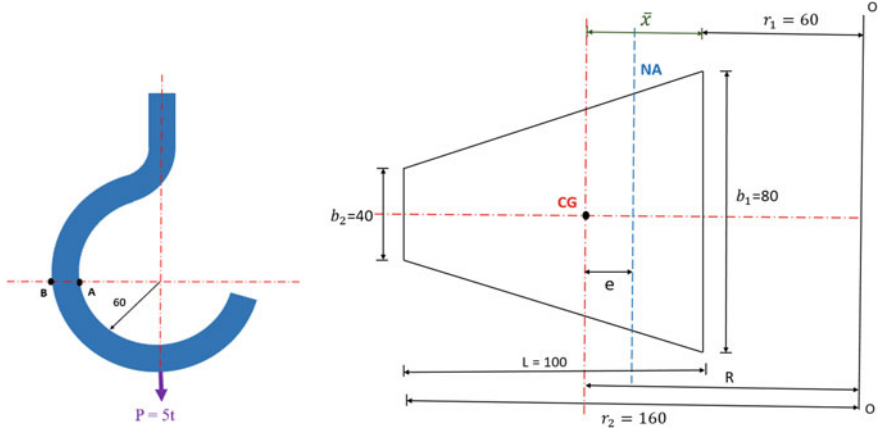 B
A
60
P = 5t
O
x̄
r₁ = 60
NA
b₂=40
CG
b₁=80
e
L = 100
R
r₂ = 160
O